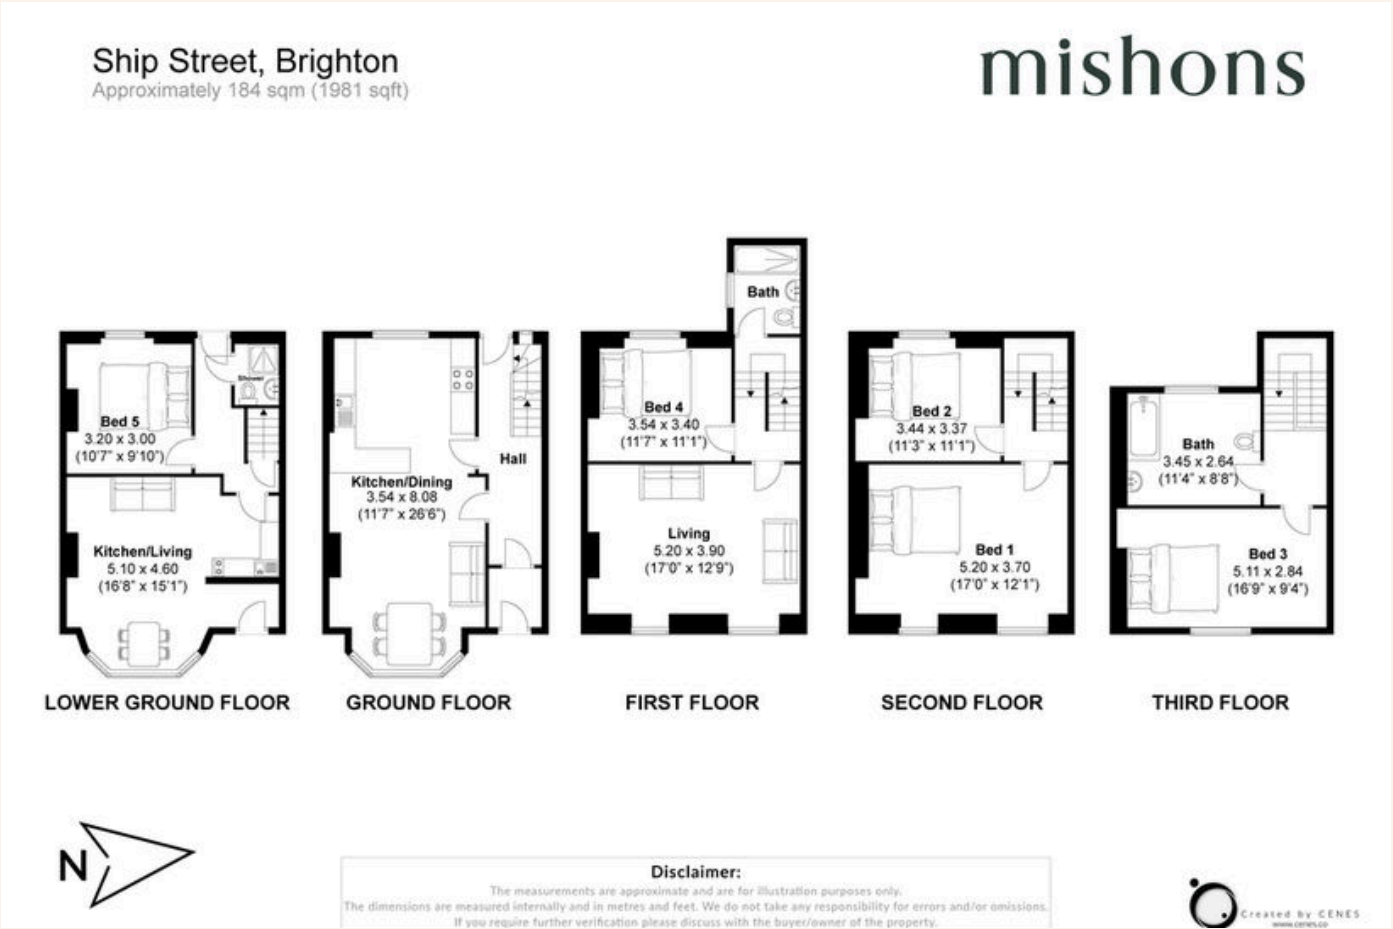 Ship Street, Brighton
Approximately 184 sqm (1981 sqft)
mishons
Bed 5
3.20 x 3.00
(10'7" x 9'10")
Shower
Kitchen/Living
5.10 x 4.60
(16'8" x 15'1")
LOWER GROUND FLOOR
Kitchen/Dining
3.54 x 8.08
(11'7" x 26'6")
Hall
GROUND FLOOR
Bath
Bed 4
3.54 x 3.40
(11'7" x 11'1")
Living
5.20 x 3.90
(17'0" x 12'9")
FIRST FLOOR
Bed 2
3.44 x 3.37
(11'3" x 11'1")
Bed 1
5.20 x 3.70
(17'0" x 12'1")
SECOND FLOOR
Bath
3.45 x 2.64
(11'4" x 8'8")
Bed 3
5.11 x 2.84
(16'9" x 9'4")
THIRD FLOOR
N
Disclaimer:
The measurements are approximate and are for illustration purposes only.
The dimensions are measured internally and in metres and feet. We do not take any responsibility for errors and/or omissions.
If you require further verification please discuss with the buyer/owner of the property.
Created by CENES
www.cenes.co